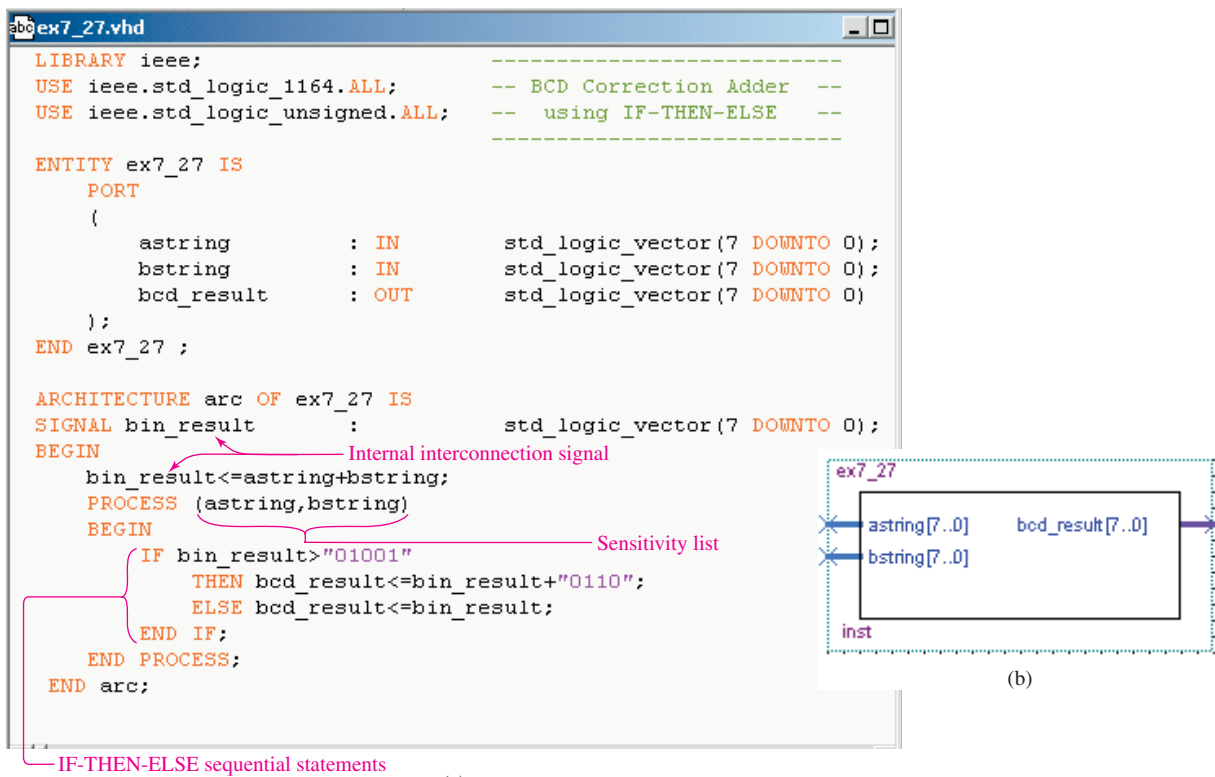 abc ex7_27.vhd
LIBRARY ieee; ---------------------------
USE ieee.std_logic_1164.ALL; -- BCD Correction Adder --
USE ieee.std_logic_unsigned.ALL; -- using IF-THEN-ELSE --
---------------------------
ENTITY ex7_27 IS
PORT
(
astring : IN std_logic_vector(7 DOWNTO 0);
bstring : IN std_logic_vector(7 DOWNTO 0);
bcd_result : OUT std_logic_vector(7 DOWNTO 0)
);
END ex7_27 ;
ARCHITECTURE arc OF ex7_27 IS
SIGNAL bin_result : std_logic_vector(7 DOWNTO 0);
BEGIN
Internal interconnection signal
bin_result<=astring+bstring;
PROCESS (astring,bstring)
BEGIN
Sensitivity list
IF bin_result>"01001"
THEN bcd_result<=bin_result+"0110";
ELSE bcd_result<=bin_result;
END IF;
END PROCESS;
END arc;
IF-THEN-ELSE sequential statements
ex7_27
astring[7..0] bcd_result[7..0]
bstring[7..0]
inst
(b)